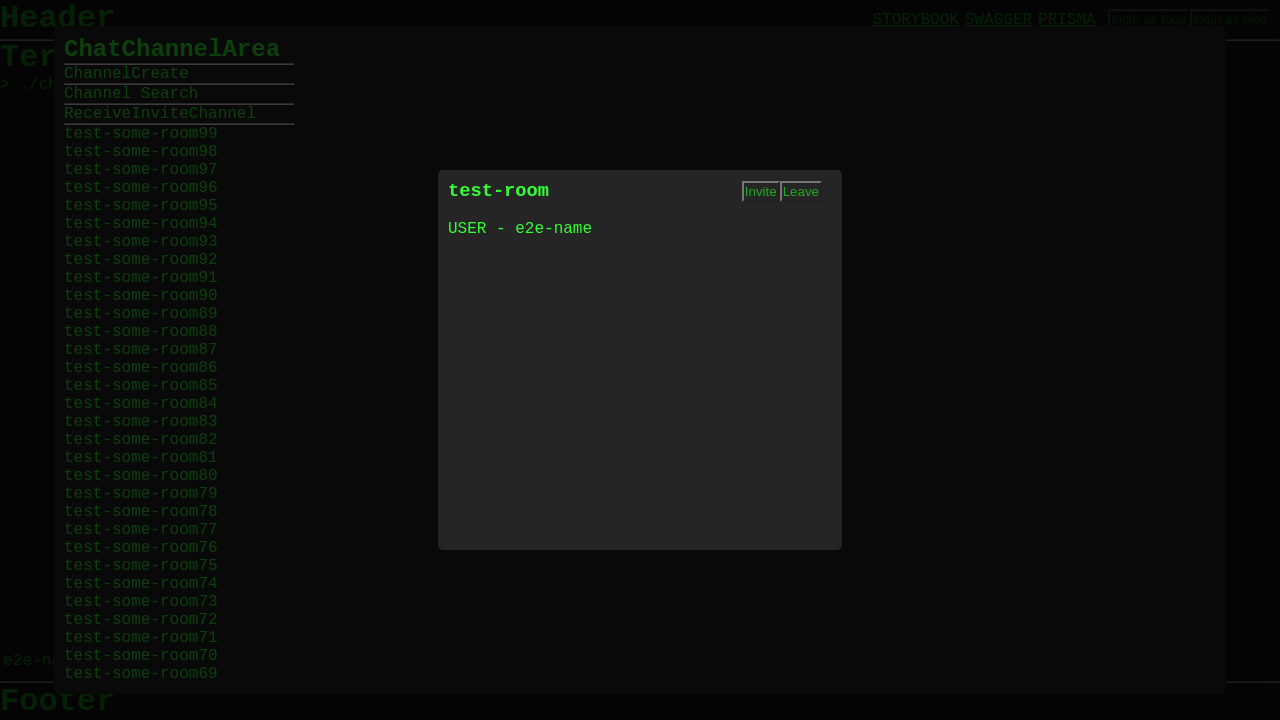 Header
STORYBOOK SWAGGER PRISMA login as fuga login as piyo
Ter
> ./ch
ChatChannelArea
ChannelCreate
Channel Search
ReceiveInviteChannel
test-some-room99
test-some-room98
test-some-room97
test-some-room96
test-some-room95
test-some-room94
test-some-room93
test-some-room92
test-some-room91
test-some-room90
test-some-room89
test-some-room88
test-some-room87
test-some-room86
test-some-room85
test-some-room84
test-some-room83
test-some-room82
test-some-room81
test-some-room80
test-some-room79
test-some-room78
test-some-room77
test-some-room76
test-some-room75
test-some-room74
test-some-room73
test-some-room72
test-some-room71
test-some-room70
test-some-room69
test-room Invite Leave
USER - e2e-name
e2e-na
Footer